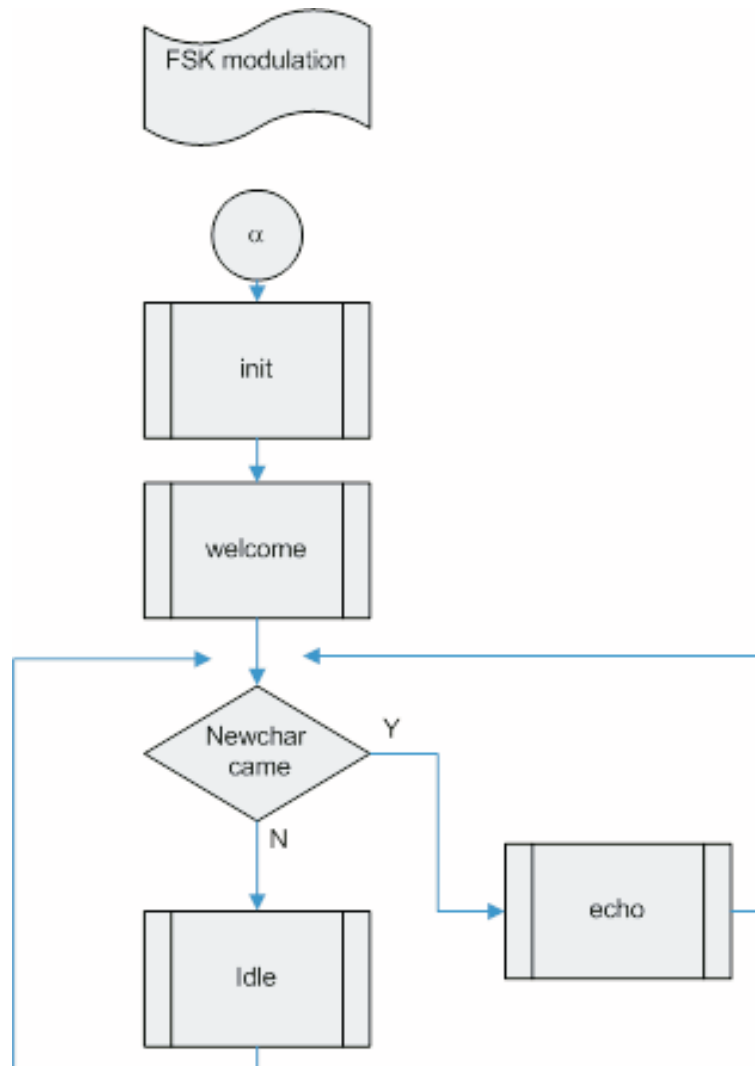 FSK modulation
α
init
welcome
Newchar
came
Y
N
echo
Idle